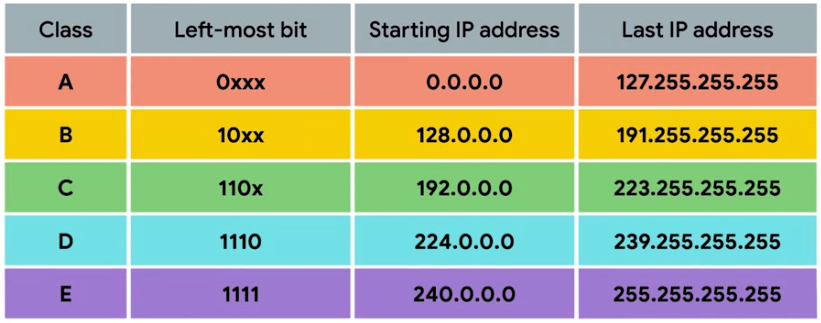 Class Left-most bit Starting IP address Last IP address
A 0xxx 0.0.0.0 127.255.255.255
B 10xx 128.0.0.0 191.255.255.255
C 110x 192.0.0.0 223.255.255.255
D 1110 224.0.0.0 239.255.255.255
E 1111 240.0.0.0 255.255.255.255